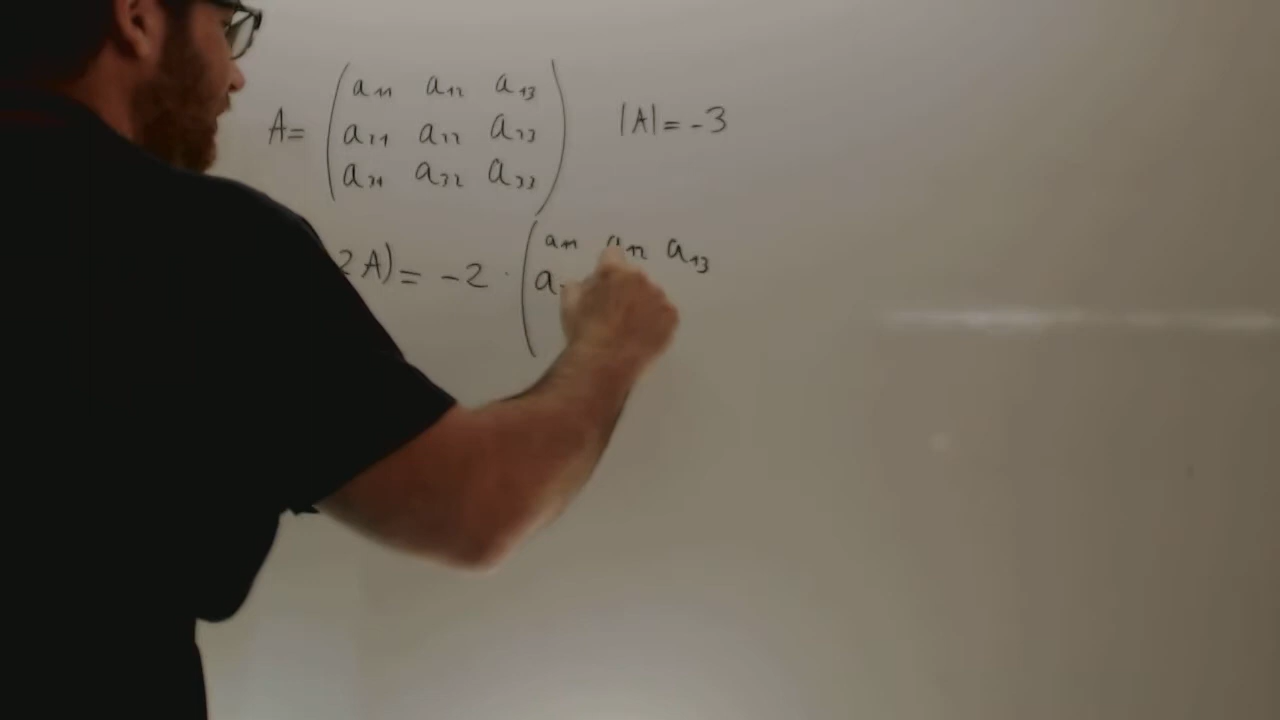 A = ( a₁₁ a₁₂ a₁₃ |A| = -3
a₂₁ a₂₂ a₂₃
a₃₁ a₃₂ a₃₃ )
2A) = -2 · ( a₁₁ a₁₂ a₁₃
a